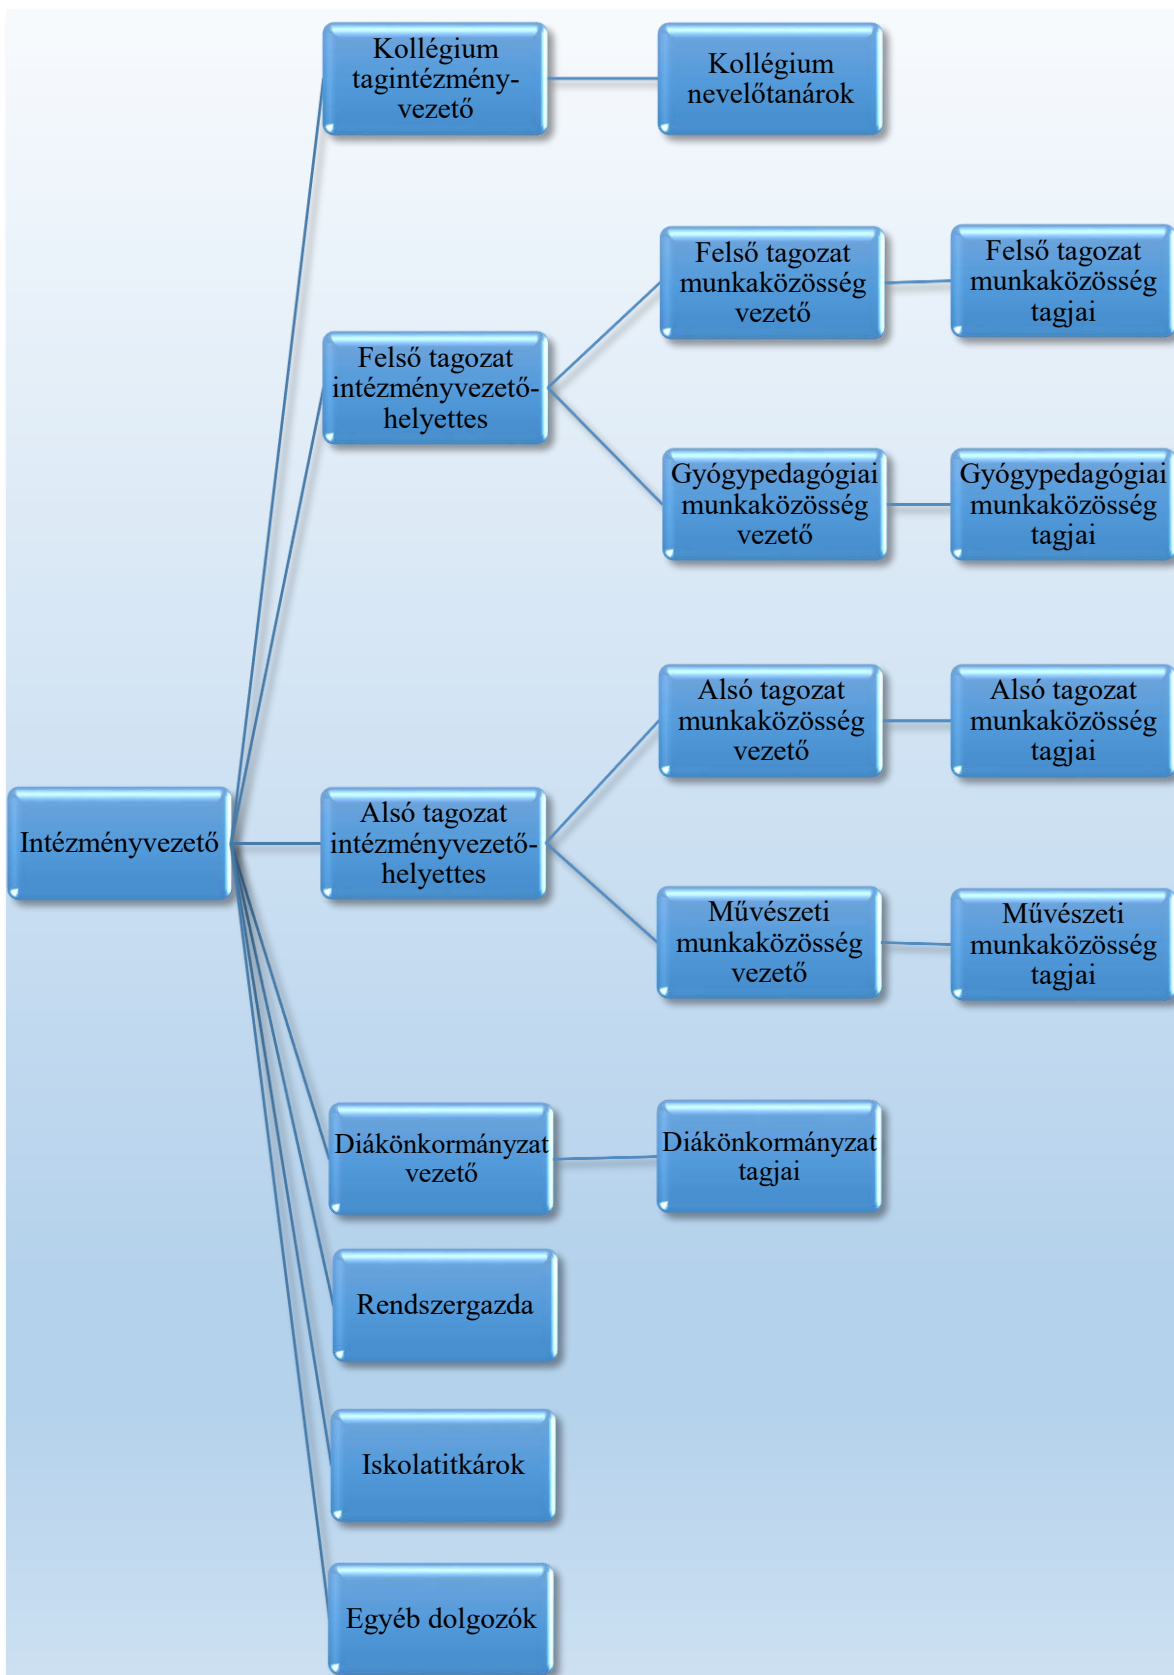 Kollégium
tagintézmény-
vezető
Kollégium
nevelőtanárok
Felső tagozat
munkaközösség
vezető
Felső tagozat
munkaközösség
tagjai
Felső tagozat
intézményvezető-
helyettes
Gyógypedagógiai
munkaközösség
vezető
Gyógypedagógiai
munkaközösség
tagjai
Alsó tagozat
munkaközösség
vezető
Alsó tagozat
munkaközösség
tagjai
Intézményvezető
Alsó tagozat
intézményvezető-
helyettes
Művészeti
munkaközösség
vezető
Művészeti
munkaközösség
tagjai
Diákönkormányzat
vezető
Diákönkormányzat
tagjai
Rendszergazda
Iskolatitkárok
Egyéb dolgozók